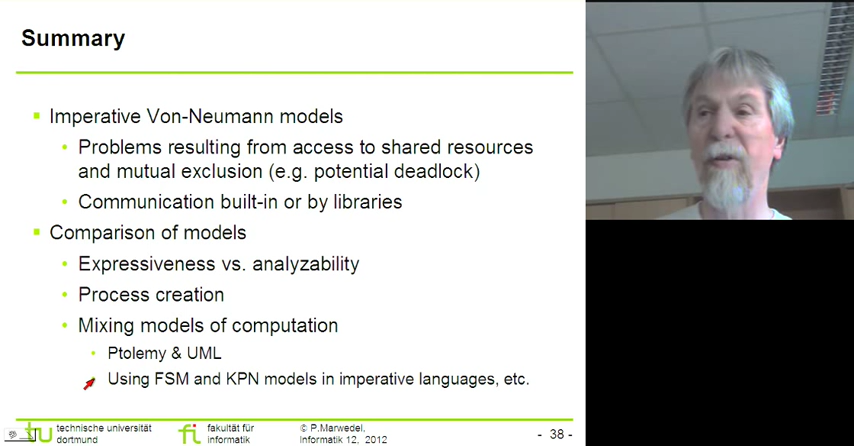 Summary
Imperative Von-Neumann models
Problems resulting from access to shared resources
and mutual exclusion (e.g. potential deadlock)
Communication built-in or by libraries
Comparison of models
Expressiveness vs. analyzability
Process creation
Mixing models of computation
Ptolemy & UML
Using FSM and KPN models in imperative languages, etc.
tu technische universität
dortmund
fi fakultät für
informatik
© P.Marwedel,
Informatik 12, 2012
- 38 -